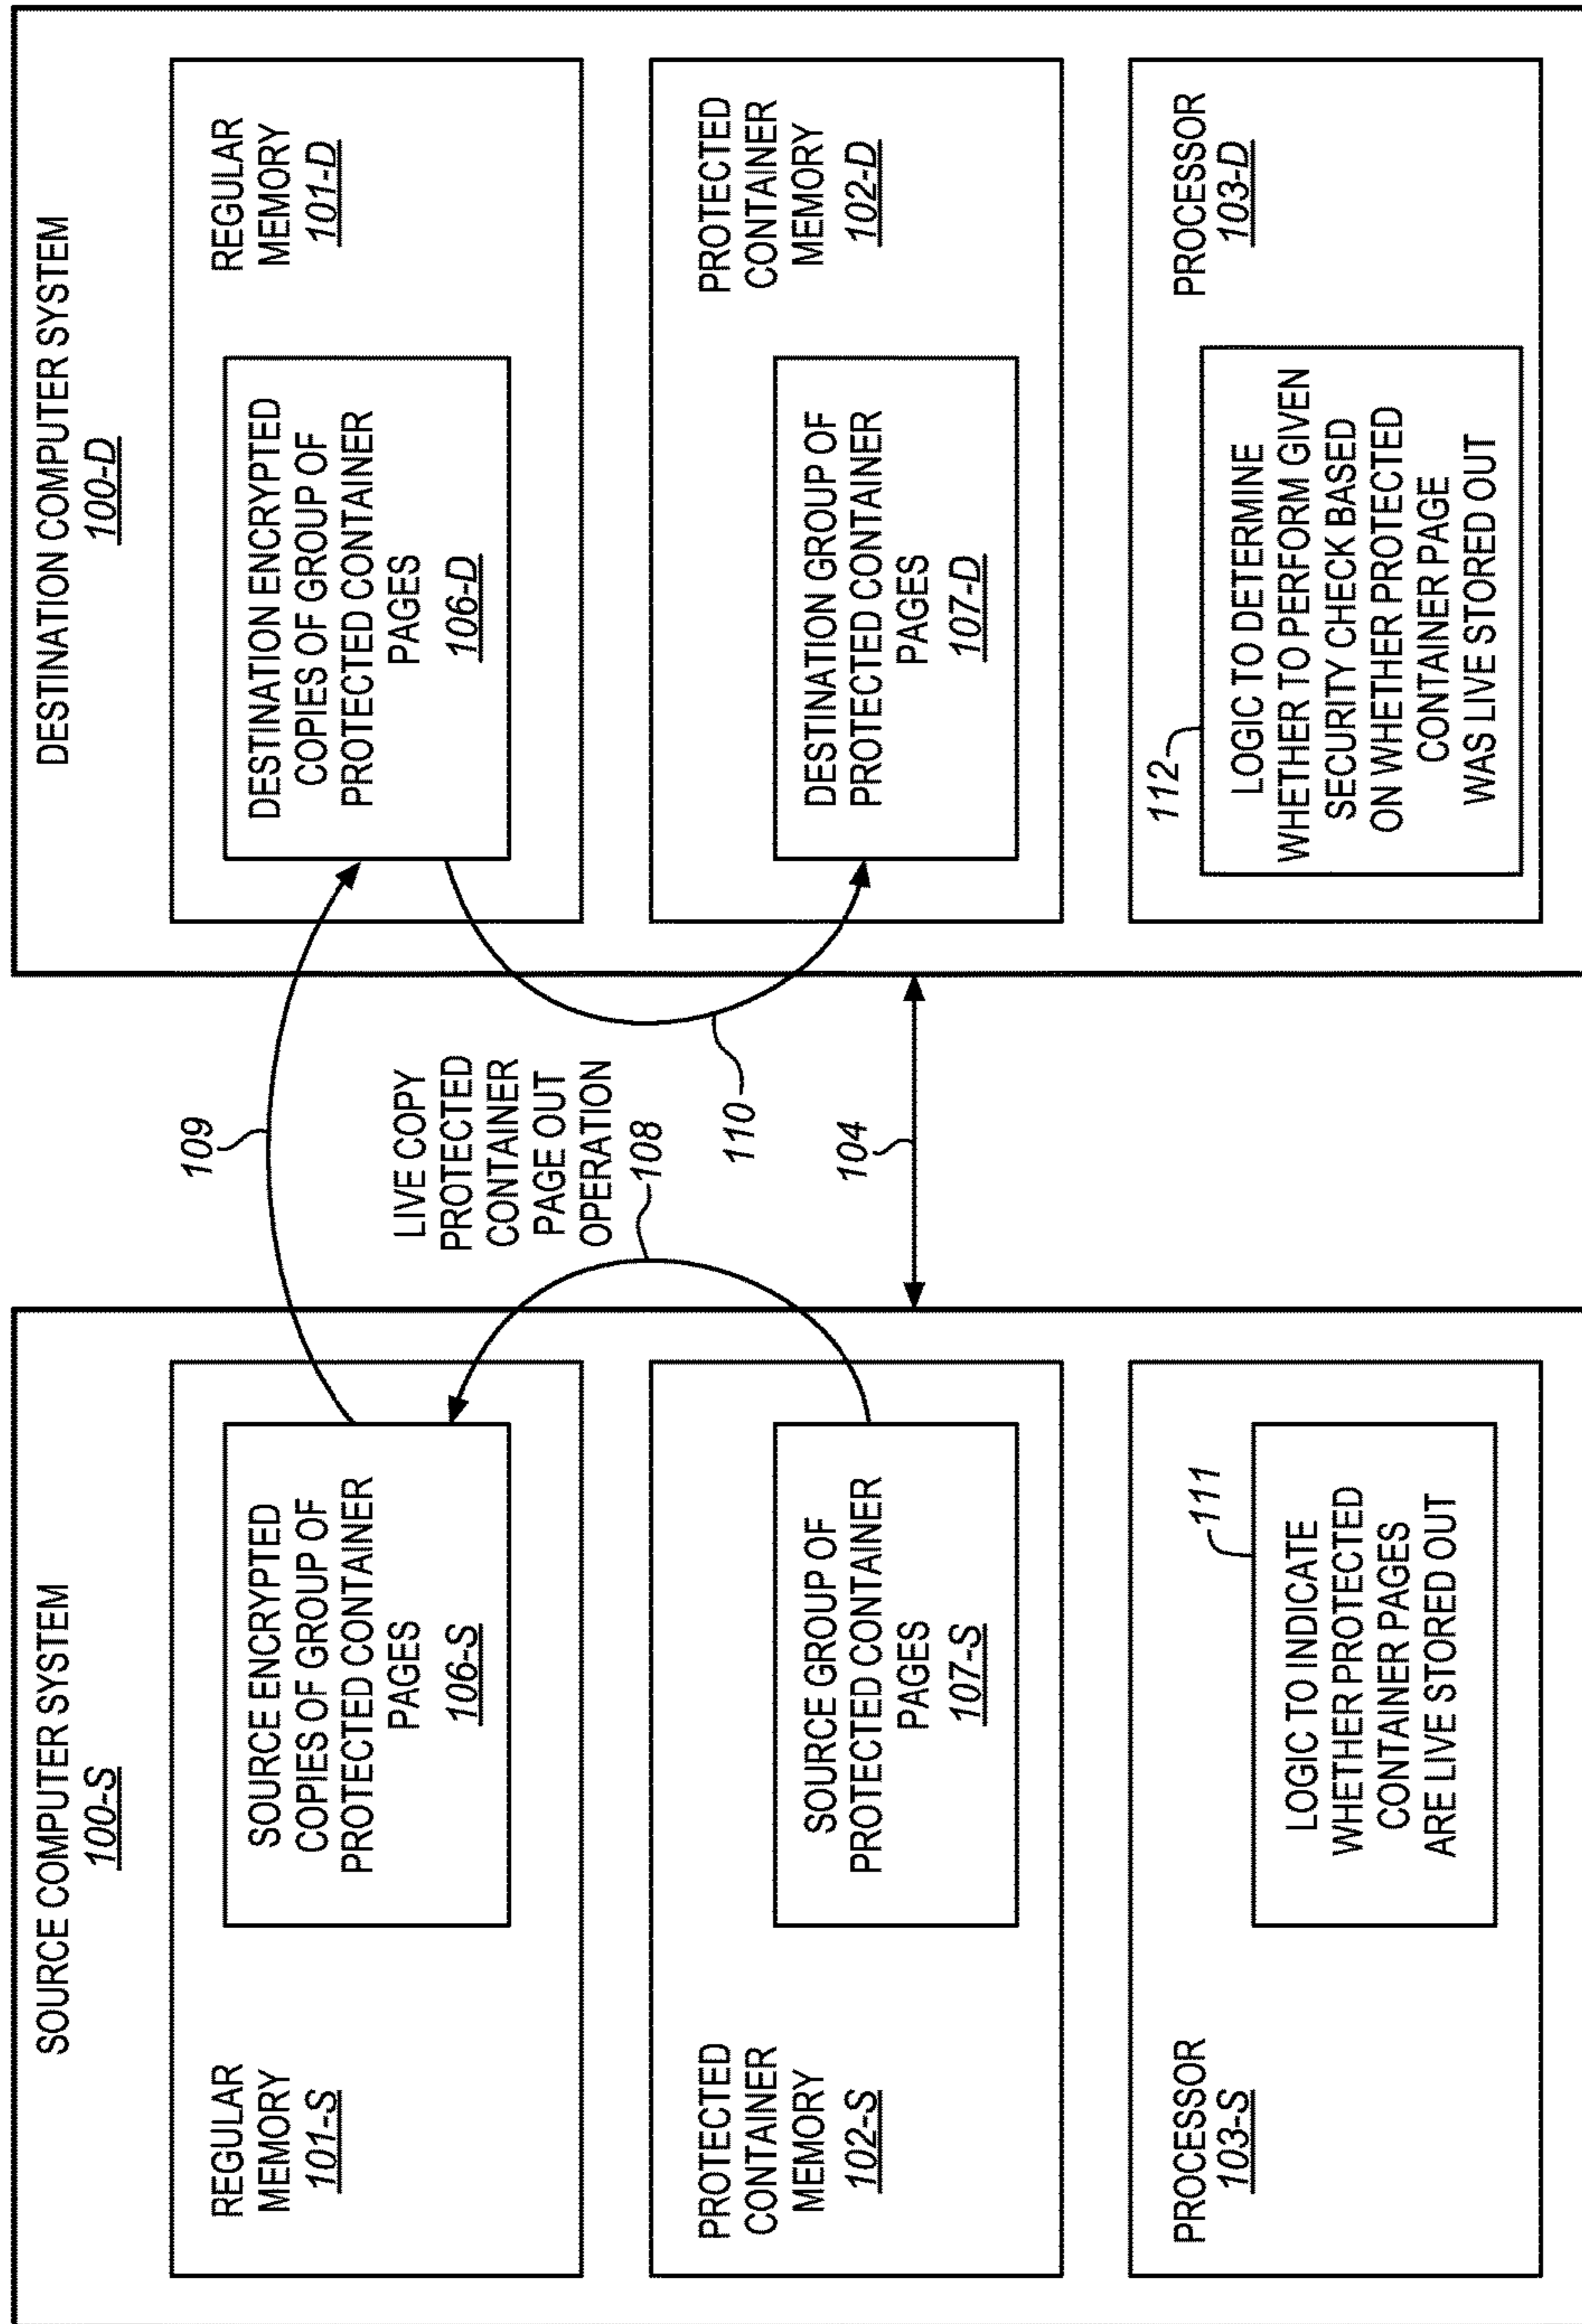 SOURCE COMPUTER SYSTEM
100-S
REGULAR
MEMORY
101-S
SOURCE ENCRYPTED
COPIES OF GROUP OF
PROTECTED CONTAINER
PAGES
106-S
PROTECTED
CONTAINER
MEMORY
102-S
SOURCE GROUP OF
PROTECTED CONTAINER
PAGES
107-S
PROCESSOR
103-S
111
LOGIC TO INDICATE
WHETHER PROTECTED
CONTAINER PAGES
ARE LIVE STORED OUT
109
LIVE COPY
PROTECTED
CONTAINER
PAGE OUT
OPERATION
108
110
104
DESTINATION COMPUTER SYSTEM
100-D
DESTINATION ENCRYPTED
COPIES OF GROUP OF
PROTECTED CONTAINER
PAGES
106-D
REGULAR
MEMORY
101-D
DESTINATION GROUP OF
PROTECTED CONTAINER
PAGES
107-D
PROTECTED
CONTAINER
MEMORY
102-D
112
LOGIC TO DETERMINE
WHETHER TO PERFORM GIVEN
SECURITY CHECK BASED
ON WHETHER PROTECTED
CONTAINER PAGE
WAS LIVE STORED OUT
PROCESSOR
103-D